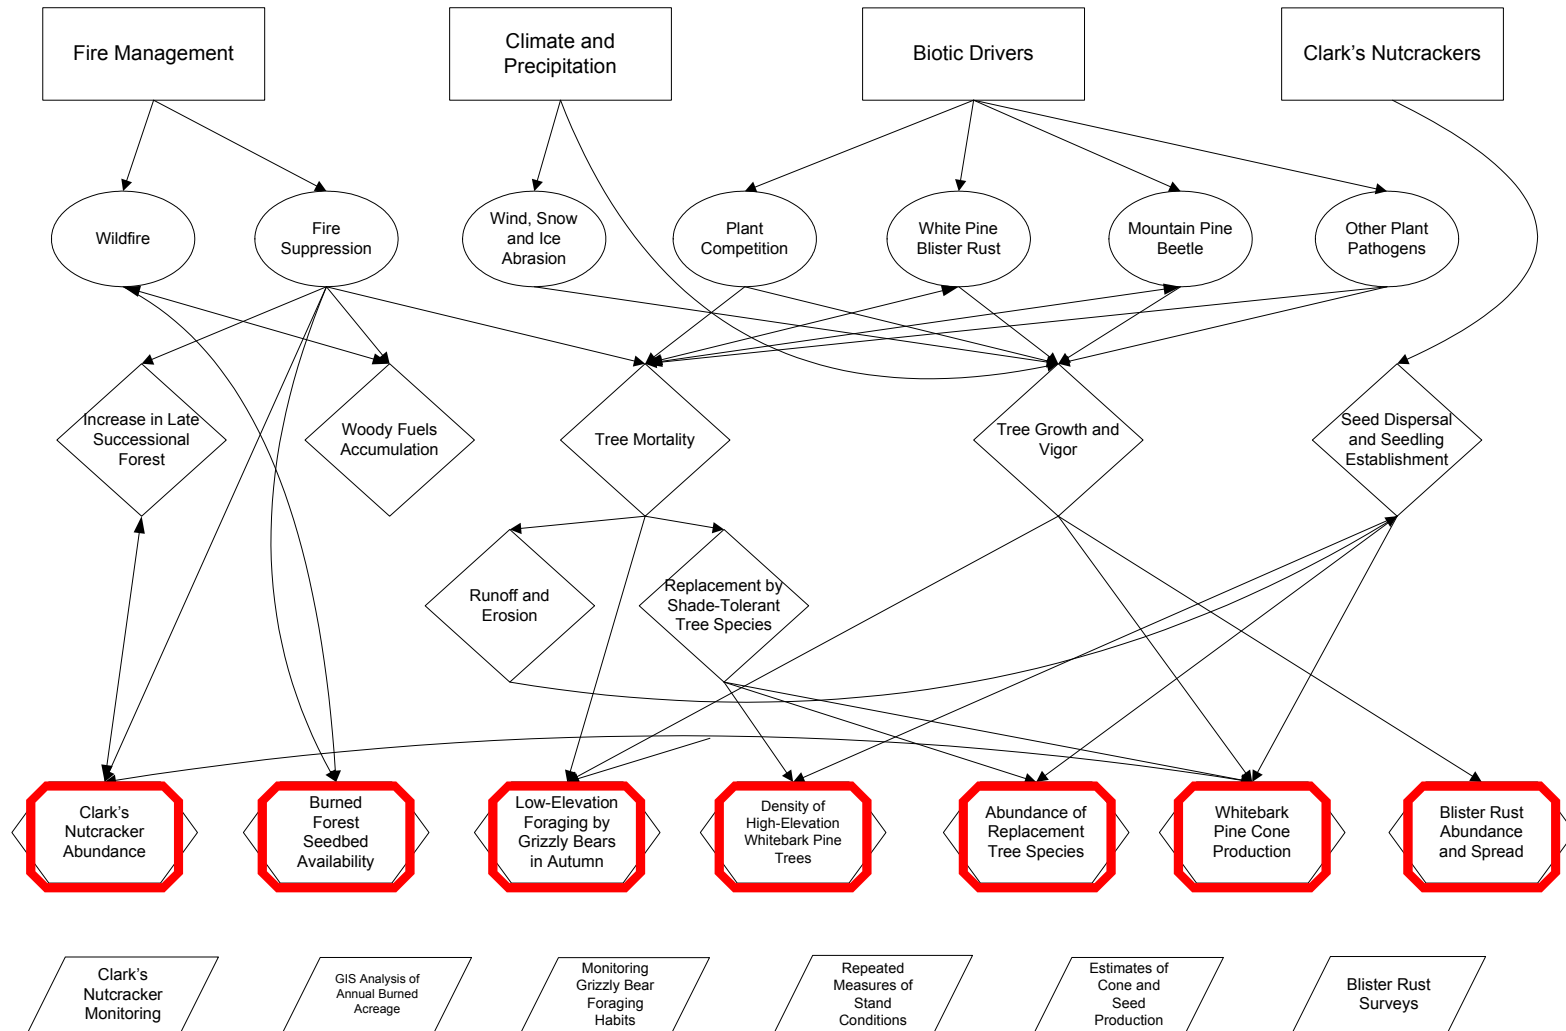 Fire Management
Climate and
Precipitation
Biotic Drivers
Clark's Nutcrackers
Wildfire
Fire
Suppression
Wind, Snow
and Ice
Abrasion
Plant
Competition
White Pine
Blister Rust
Mountain Pine
Beetle
Other Plant
Pathogens
Increase in Late
Successional
Forest
Woody Fuels
Accumulation
Tree Mortality
Tree Growth and
Vigor
Seed Dispersal
and Seedling
Establishment
Runoff and
Erosion
Replacement by
Shade-Tolerant
Tree Species
Clark's
Nutcracker
Abundance
Burned
Forest
Seedbed
Availability
Low-Elevation
Foraging by
Grizzly Bears
in Autumn
Density of
High-Elevation
Whitebark Pine
Trees
Abundance of
Replacement
Tree Species
Whitebark
Pine Cone
Production
Blister Rust
Abundance
and Spread
Clark's
Nutcracker
Monitoring
GIS Analysis of
Annual Burned
Acreage
Monitoring
Grizzly Bear
Foraging
Habits
Repeated
Measures of
Stand
Conditions
Estimates of
Cone and
Seed
Production
Blister Rust
Surveys